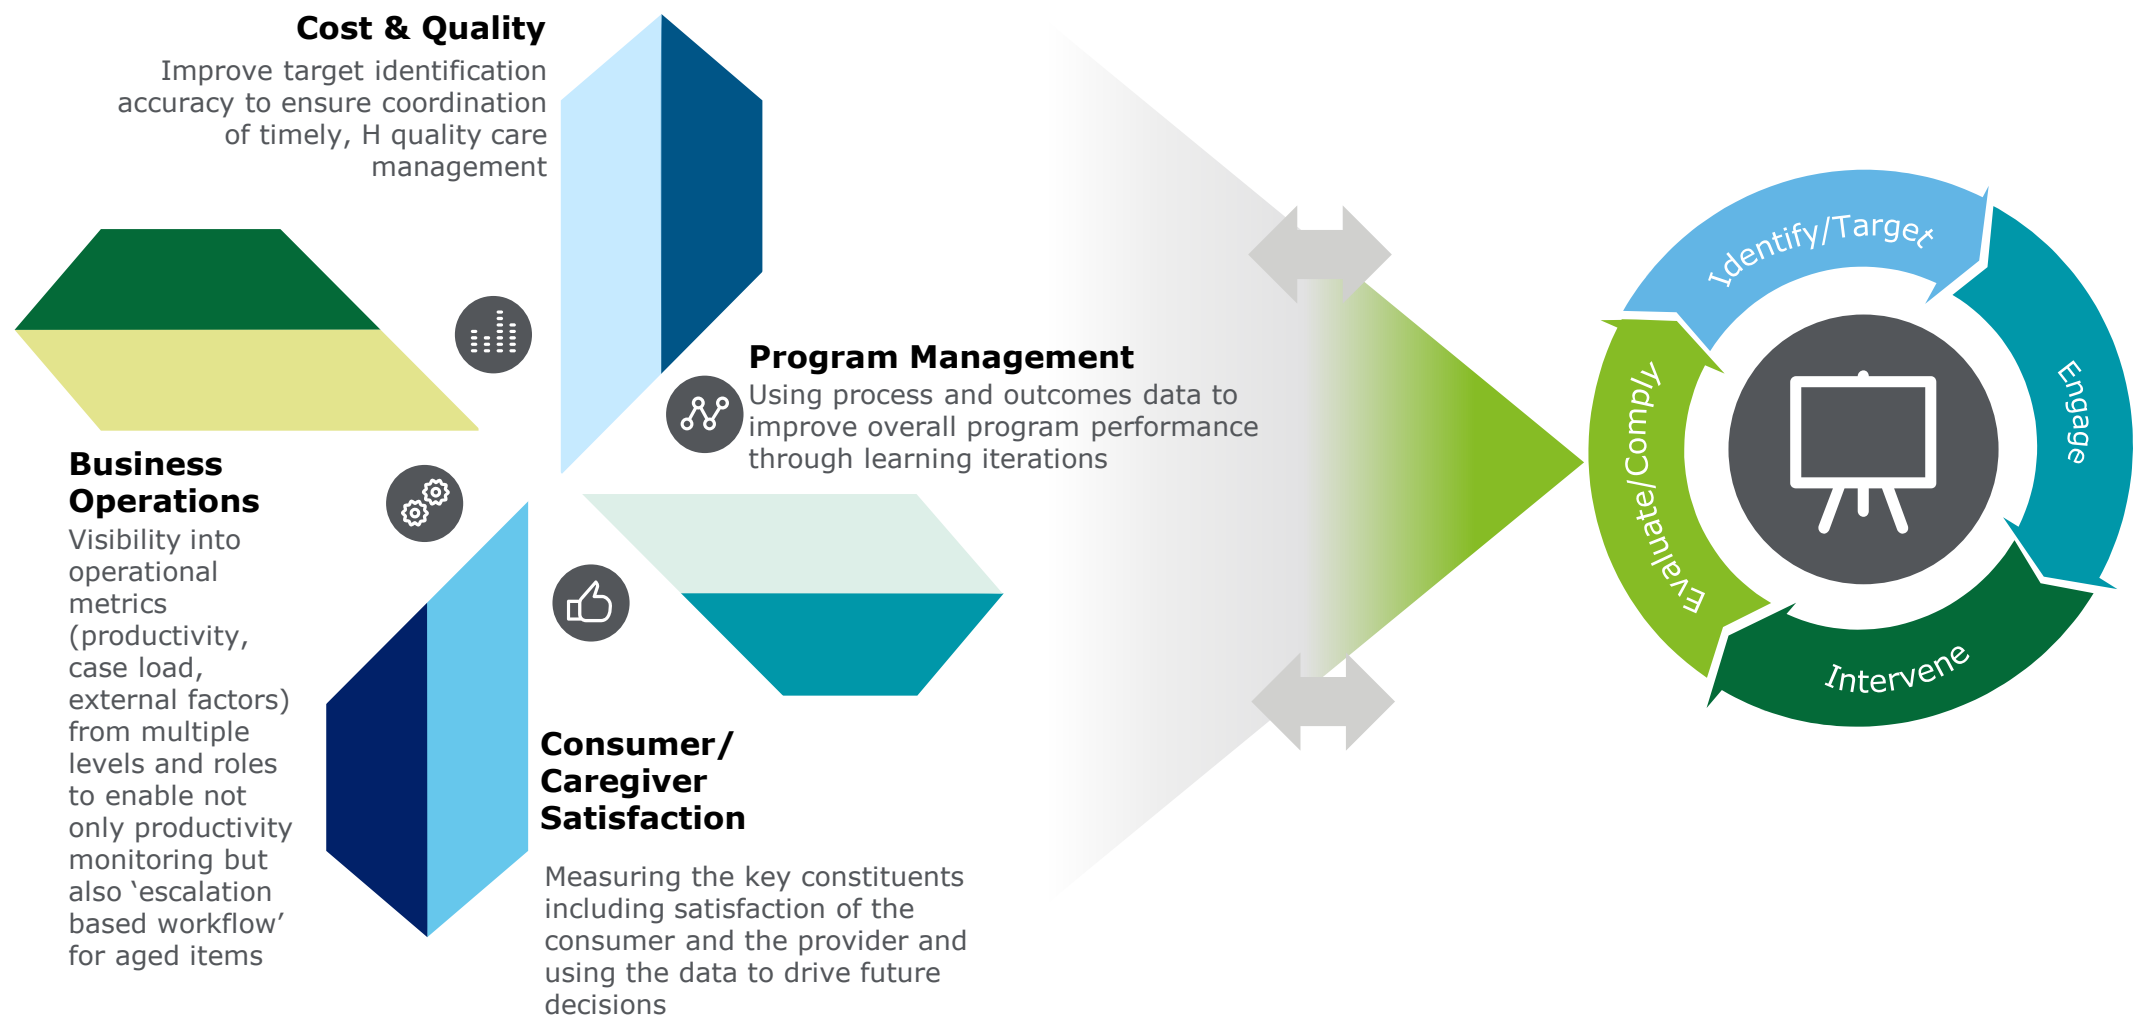 Cost & Quality
Improve target identification
accuracy to ensure coordination
of timely, H quality care
management
Program Management
Using process and outcomes data to
improve overall program performance
through learning iterations
Business
Operations
Visibility into
operational
metrics
(productivity,
case load,
external factors)
from multiple
levels and roles
to enable not
only productivity
monitoring but
also ‘escalation
based workflow’
for aged items
Consumer/
Caregiver
Satisfaction
Measuring the key constituents
including satisfaction of the
consumer and the provider and
using the data to drive future
decisions
Identify/Target
Engage
Intervene
Evaluate/Comply